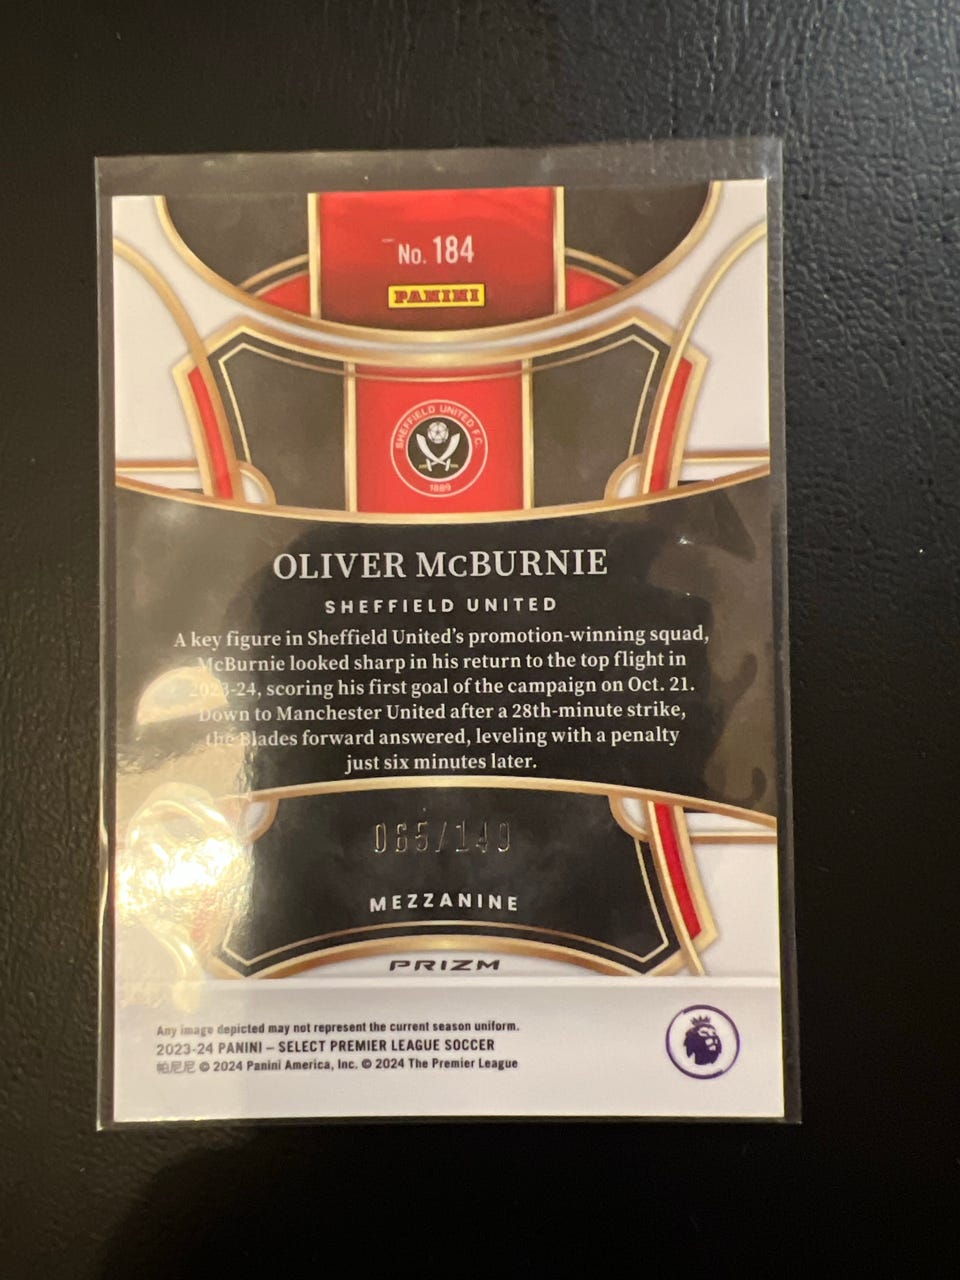 No. 184
PANINI
SHEFFIELD UNITED F.C.
1889
OLIVER McBURNIE
SHEFFIELD UNITED
A key figure in Sheffield United's promotion-winning squad,
McBurnie looked sharp in his return to the top flight in
2023-24, scoring his first goal of the campaign on Oct. 21.
Down to Manchester United after a 28th-minute strike,
the Blades forward answered, leveling with a penalty
just six minutes later.
065/149
MEZZANINE
PRIZM
Any image depicted may not represent the current season uniform.
2023-24 PANINI – SELECT PREMIER LEAGUE SOCCER
帕尼尼 © 2024 Panini America, Inc. © 2024 The Premier League